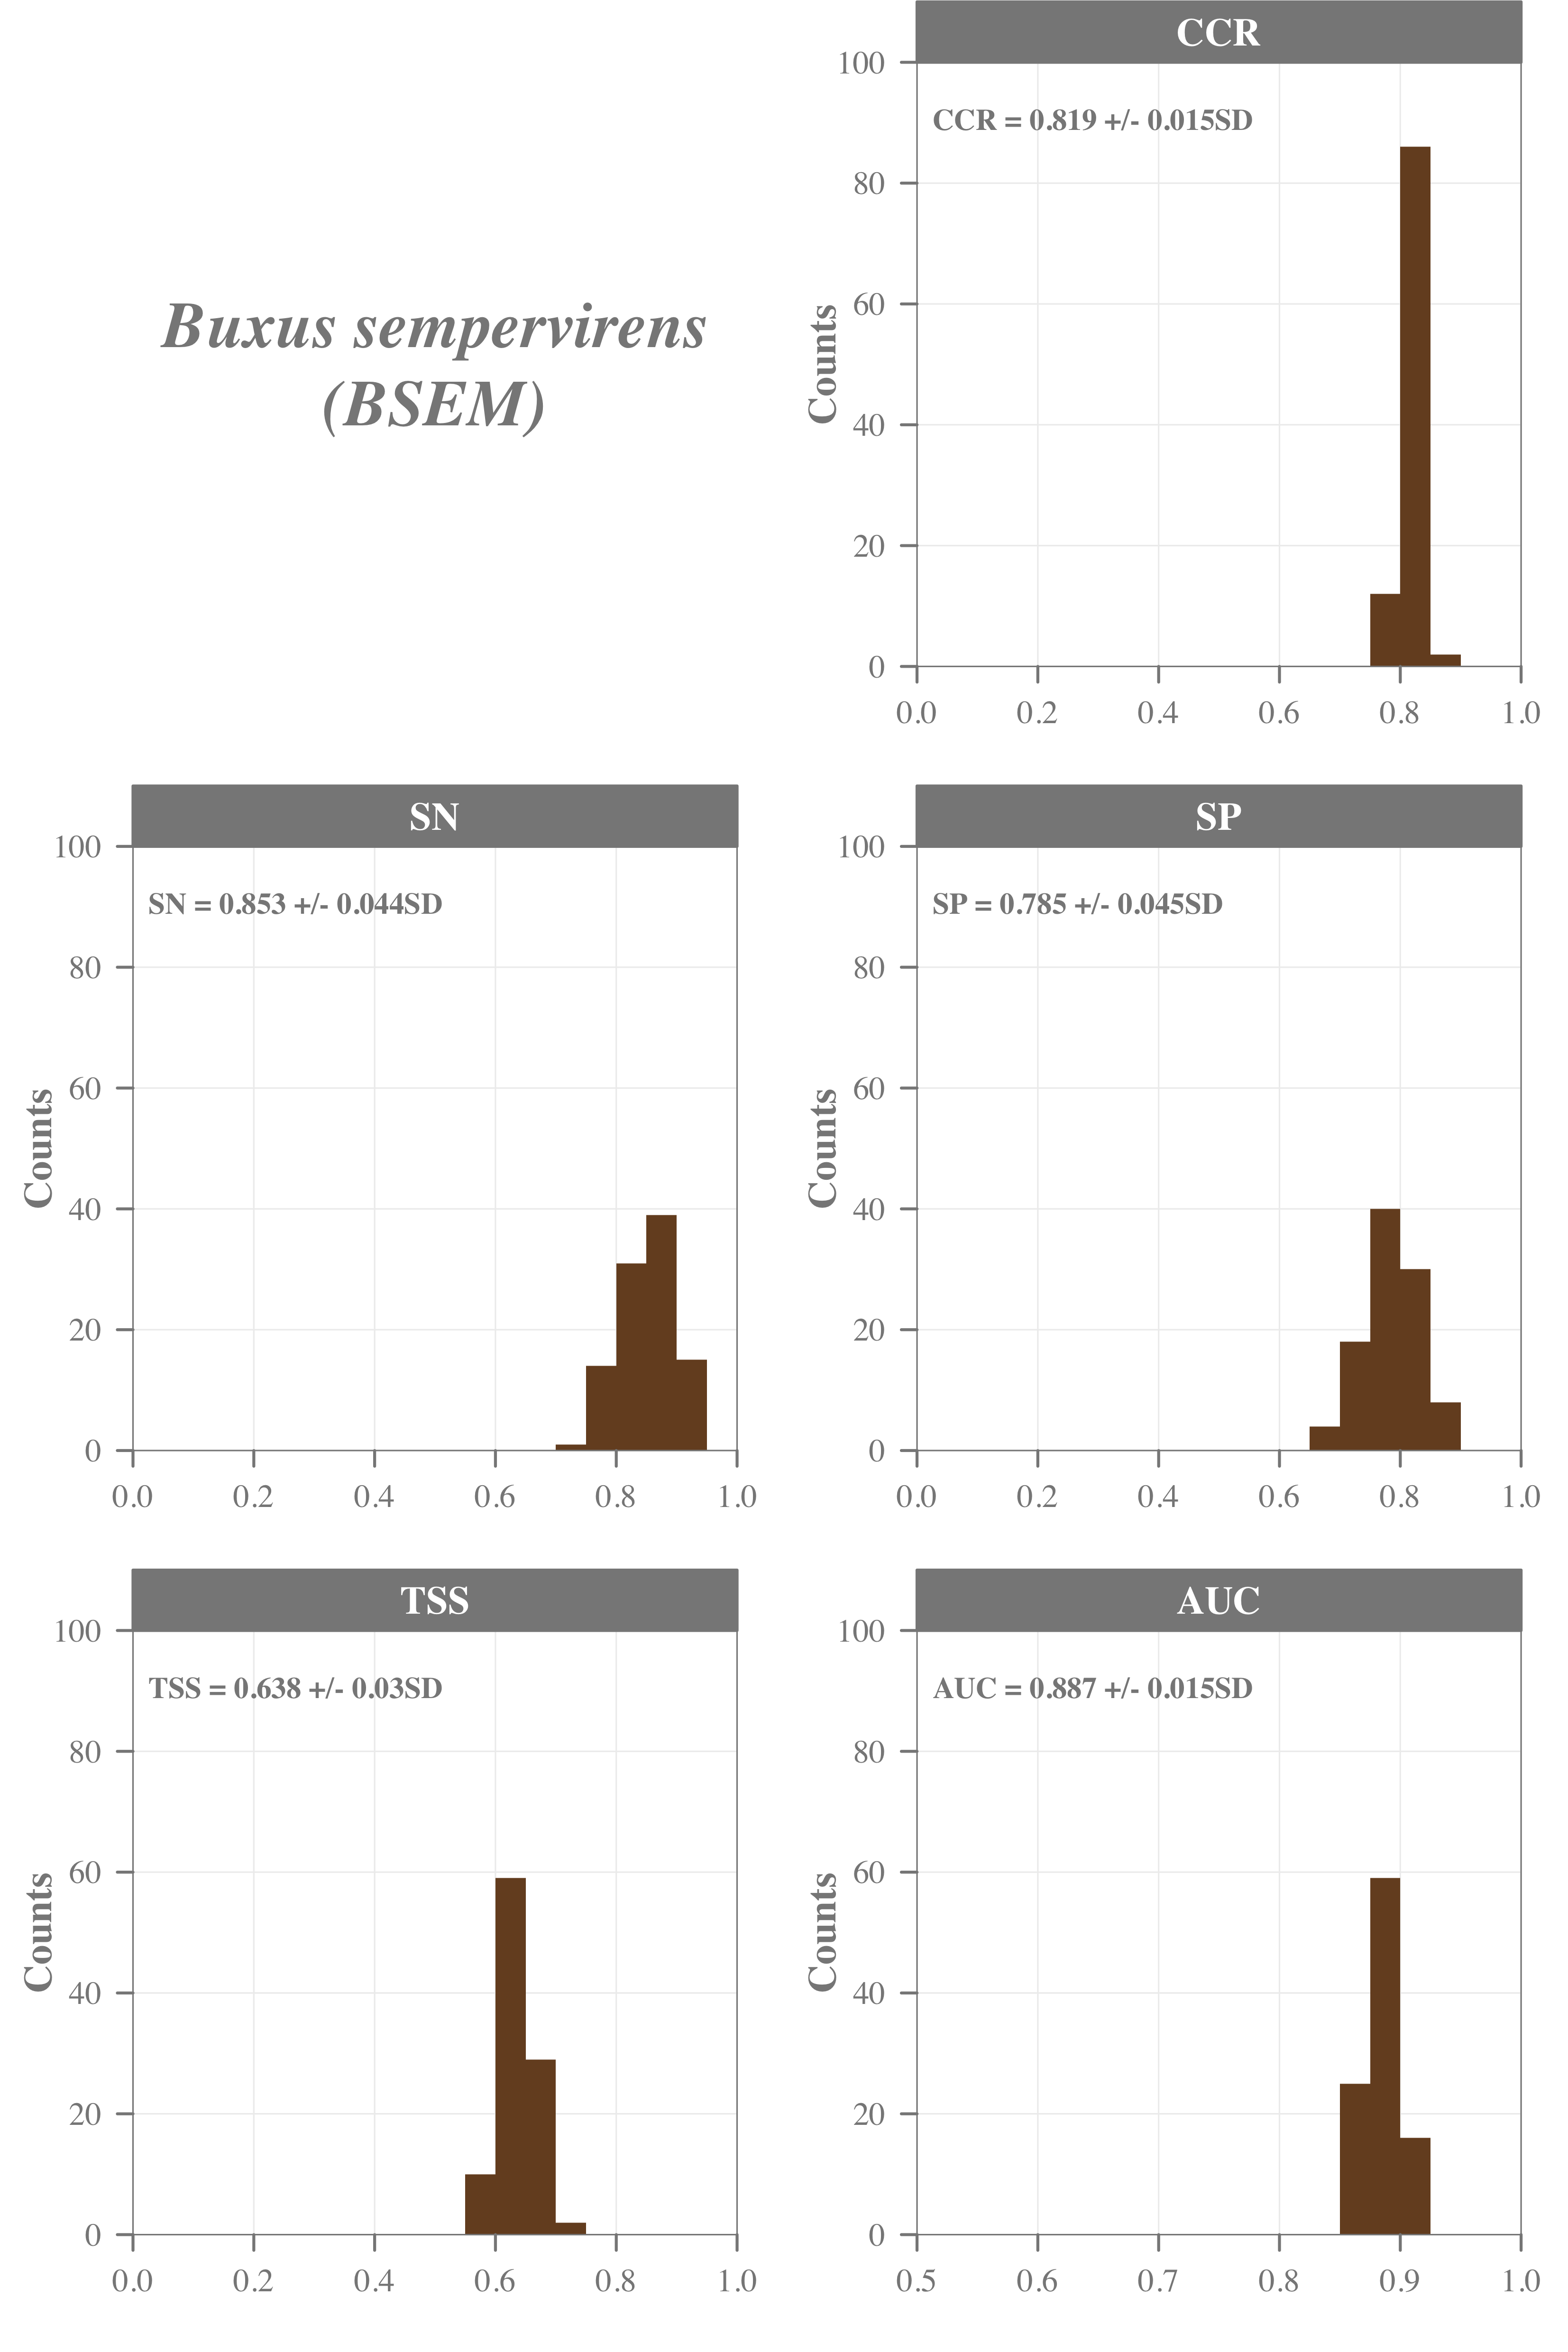 CCR
100
CCR = 0.819 +/- 0.015SD
80
60
Counts
40
20
0
0.0 0.2 0.4 0.6 0.8 1.0
Buxus sempervirens
(BSEM)
SN
100
SN = 0.853 +/- 0.044SD
80
60
Counts
40
20
0
0.0 0.2 0.4 0.6 0.8 1.0
SP
100
SP = 0.785 +/- 0.045SD
80
60
Counts
40
20
0
0.0 0.2 0.4 0.6 0.8 1.0
TSS
100
TSS = 0.638 +/- 0.03SD
80
60
Counts
40
20
0
0.0 0.2 0.4 0.6 0.8 1.0
AUC
100
AUC = 0.887 +/- 0.015SD
80
60
Counts
40
20
0
0.5 0.6 0.7 0.8 0.9 1.0